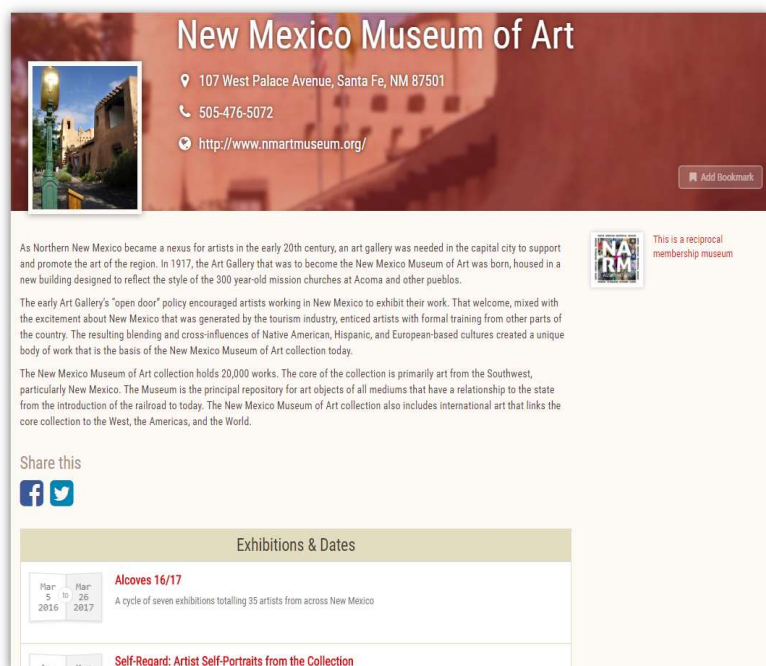 New Mexico Museum of Art
107 West Palace Avenue, Santa Fe, NM 87501
505-476-5072
http://www.nmartmuseum.org/
Add Bookmark
As Northern New Mexico became a nexus for artists in the early 20th century, an art gallery was needed in the capital city to support
and promote the art of the region. In 1917, the Art Gallery that was to become the New Mexico Museum of Art was born, housed in a
new building designed to reflect the style of the 300 year-old mission churches at Acoma and other pueblos.
The early Art Gallery's "open door" policy encouraged artists working in New Mexico to exhibit their work. That welcome, mixed with
the excitement about New Mexico that was generated by the tourism industry, enticed artists with formal training from other parts of
the country. The resulting blending and cross-influences of Native American, Hispanic, and European-based cultures created a unique
body of work that is the basis of the New Mexico Museum of Art collection today.
The New Mexico Museum of Art collection holds 20,000 works. The core of the collection is primarily art from the Southwest,
particularly New Mexico. The Museum is the principal repository for art objects of all mediums that have a relationship to the state
from the introduction of the railroad to today. The New Mexico Museum of Art collection also includes international art that links the
core collection to the West, the Americas, and the World.
NA
RM
This is a reciprocal
membership museum
Share this
Exhibitions & Dates
Mar 5 2016 to Mar 26 2017
Alcoves 16/17
A cycle of seven exhibitions totalling 35 artists from across New Mexico
Self-Regard: Artist Self-Portraits from the Collection